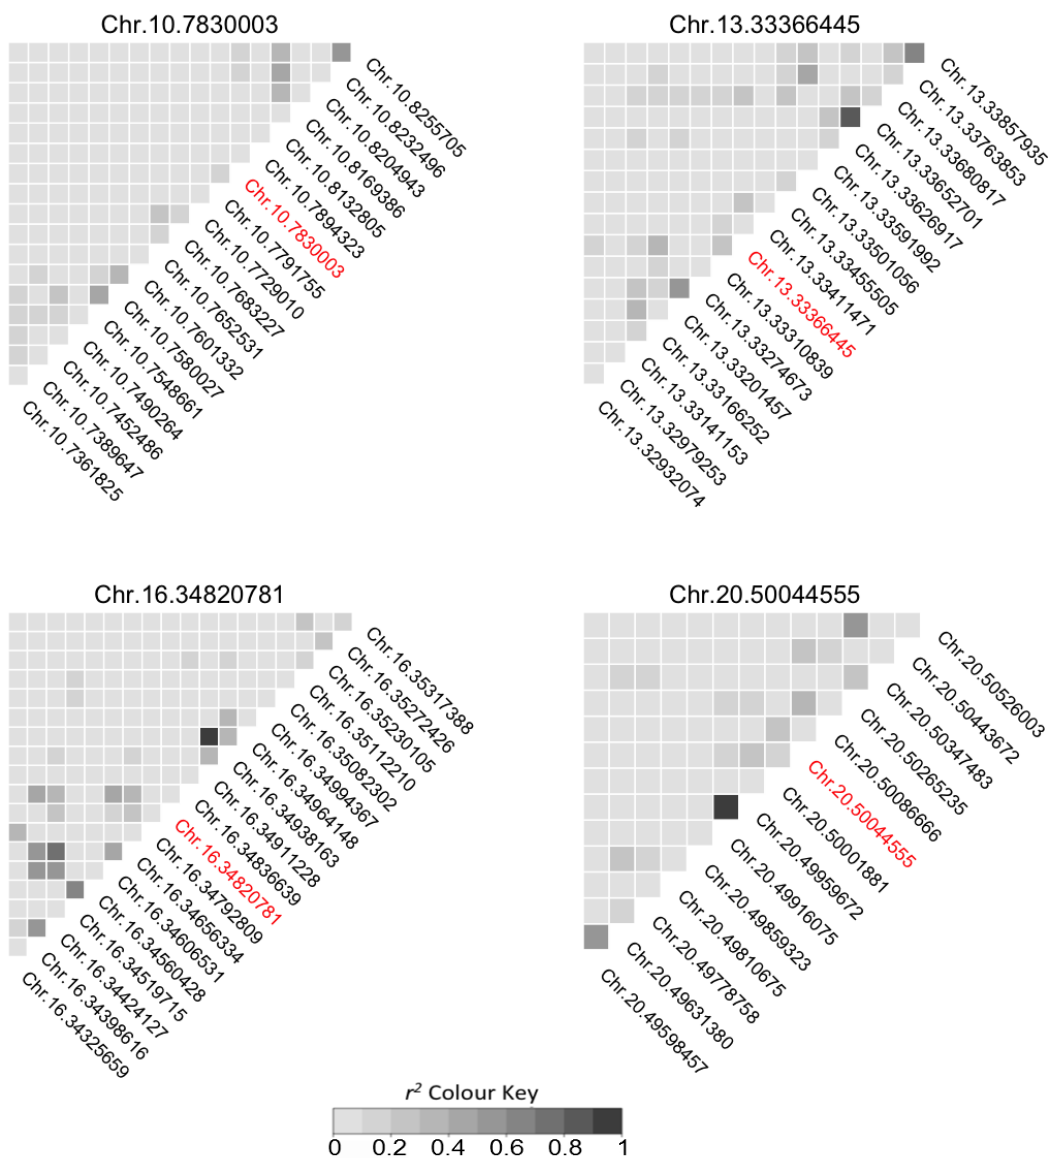 Chr.10.7830003
Chr.10.8255705
Chr.10.8232496
Chr.10.8204943
Chr.10.8169386
Chr.10.8132805
Chr.10.7894323
Chr.10.7830003
Chr.10.7791755
Chr.10.7729010
Chr.10.7683227
Chr.10.7652531
Chr.10.7601332
Chr.10.7580027
Chr.10.7548661
Chr.10.7490264
Chr.10.7452486
Chr.10.7389647
Chr.10.7361825
Chr.13.33366445
Chr.13.33857935
Chr.13.33763853
Chr.13.33680817
Chr.13.33652701
Chr.13.33626917
Chr.13.33591992
Chr.13.33501056
Chr.13.33455505
Chr.13.33411471
Chr.13.33366445
Chr.13.33310839
Chr.13.33274673
Chr.13.33201457
Chr.13.33166252
Chr.13.33141153
Chr.13.32979253
Chr.13.32932074
Chr.16.34820781
Chr.16.35317388
Chr.16.35272426
Chr.16.35230105
Chr.16.35112210
Chr.16.35082302
Chr.16.34994367
Chr.16.34964148
Chr.16.34938163
Chr.16.34911228
Chr.16.34836639
Chr.16.34820781
Chr.16.34792809
Chr.16.34656334
Chr.16.34606531
Chr.16.34560428
Chr.16.34519715
Chr.16.34424127
Chr.16.34398616
Chr.16.34325659
Chr.20.50044555
Chr.20.50526003
Chr.20.50443672
Chr.20.50347483
Chr.20.50265235
Chr.20.50086666
Chr.20.50044555
Chr.20.50001881
Chr.20.49959672
Chr.20.49916075
Chr.20.49859323
Chr.20.49810675
Chr.20.49778758
Chr.20.49631380
Chr.20.49598457
r² Colour Key
0 0.2 0.4 0.6 0.8 1